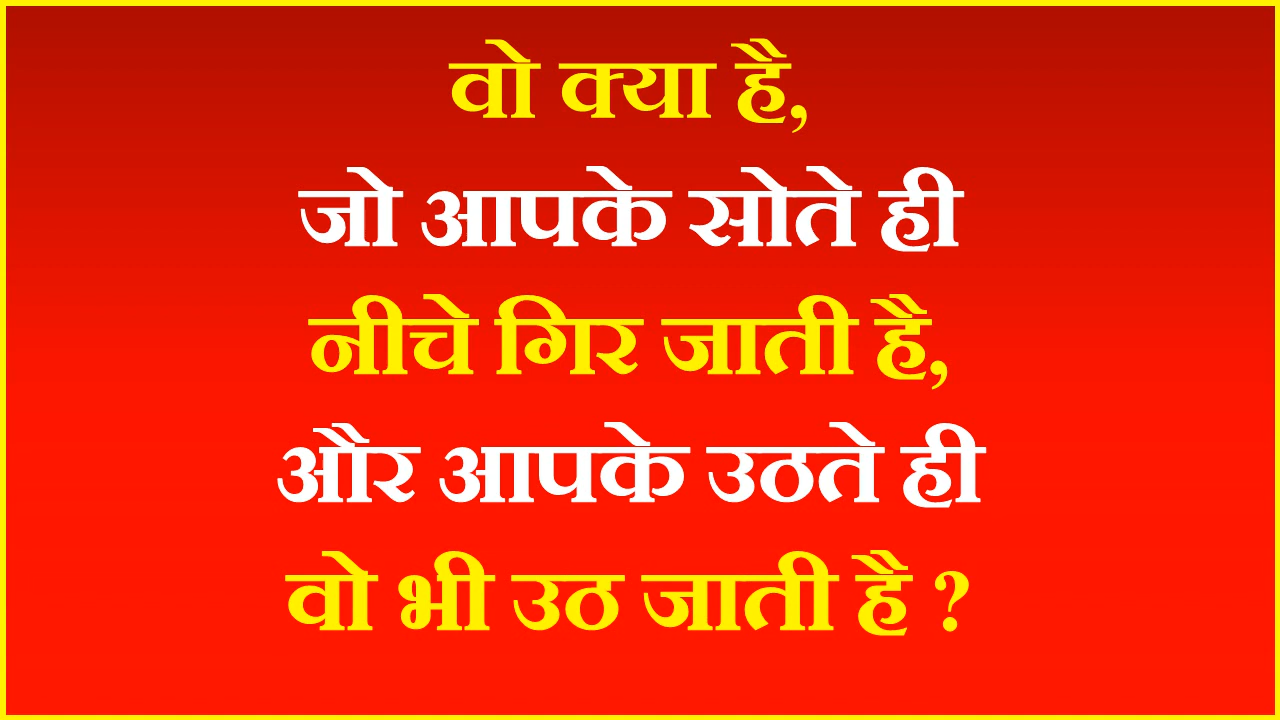 वो क्या है,
जो आपके सोते ही
नीचे गिर जाती है,
और आपके उठते ही
वो भी उठ जाती है ?